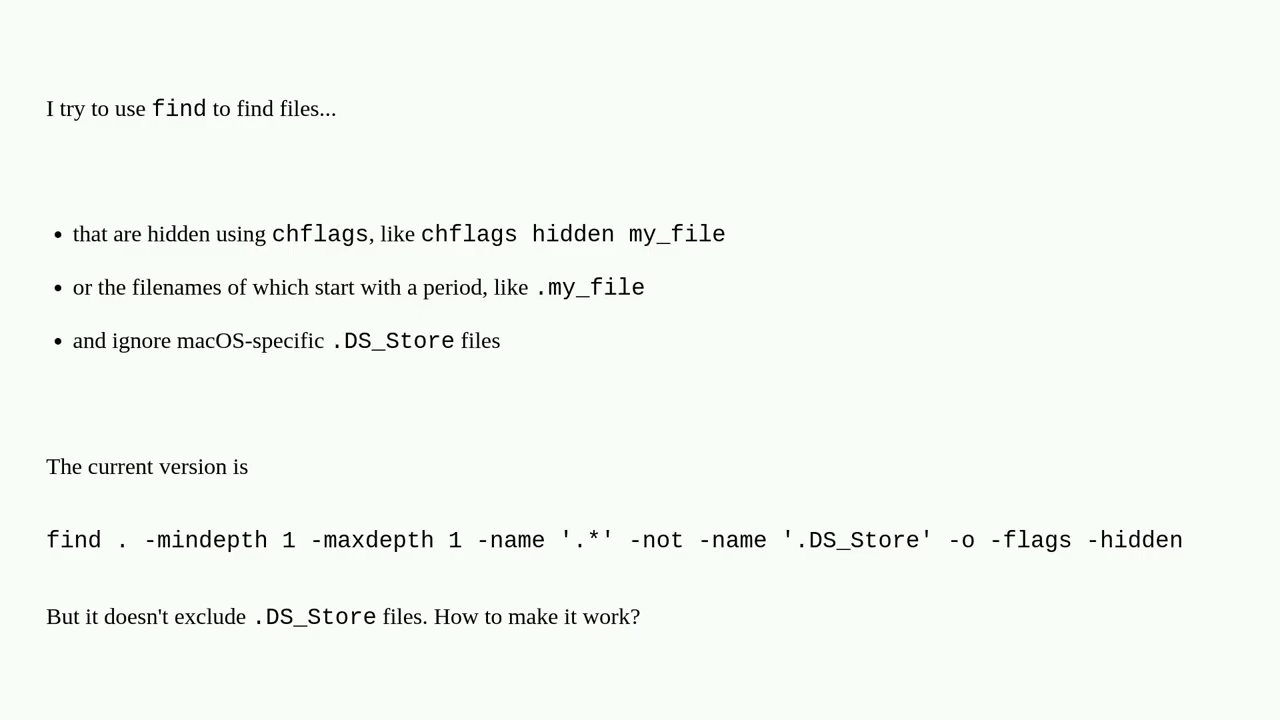 I try to use find to find files...
• that are hidden using chflags, like chflags hidden my_file
• or the filenames of which start with a period, like .my_file
• and ignore macOS-specific .DS_Store files
The current version is
find . -mindepth 1 -maxdepth 1 -name '.*' -not -name '.DS_Store' -o -flags -hidden
But it doesn't exclude .DS_Store files. How to make it work?